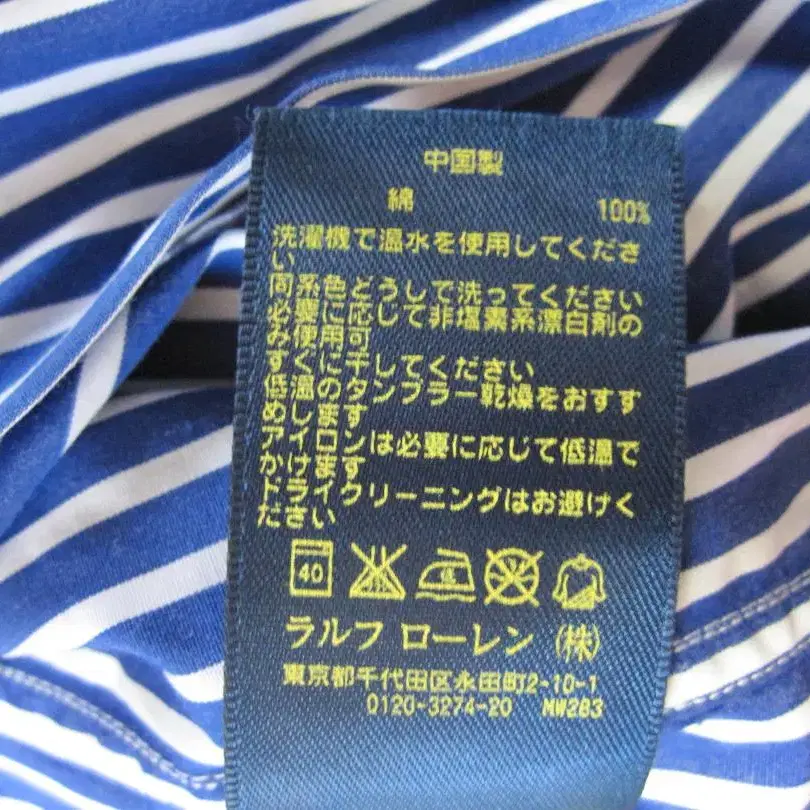 中国製
綿 100%
洗濯機で温水を使用してくださ
い
同系色どうしで洗ってください
必要に応じて非塩素系漂白剤の
み使用可
すぐに干してください
低温のタンブラー乾燥をおすす
めします
アイロンは必要に応じて低温で
かけます
ドライクリーニングはお避けく
ださい
40 低
ラルフ ローレン (株)
東京都千代田区永田町2-10-1
0120-3274-20 MW283